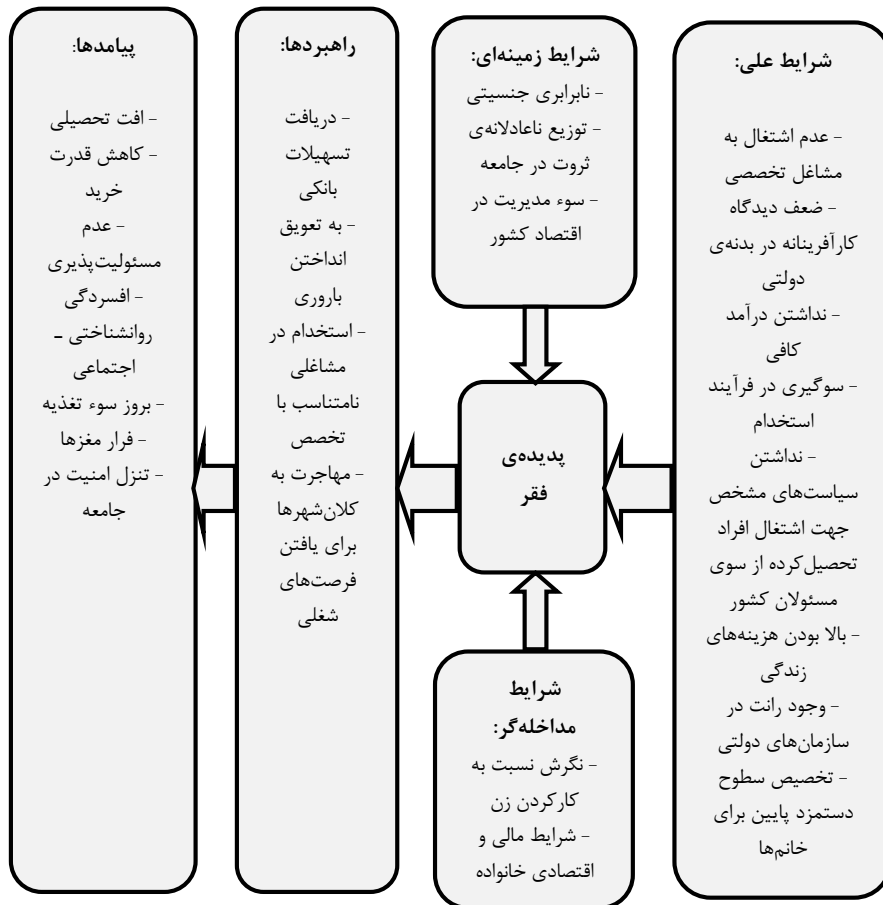 شرایط علی:
- عدم اشتغال به
مشاغل تخصصی
- ضعف دیدگاه
کارآفرینانه در بدنه‌ی
دولتی
- نداشتن درآمد
کافی
- سوگیری در فرآیند
استخدام
- نداشتن
سیاست‌های مشخص
جهت اشتغال افراد
تحصیل‌کرده از سوی
مسئولان کشور
- بالا بودن هزینه‌های
زندگی
- وجود رانت در
سازمان‌های دولتی
- تخصیص سطوح
دستمزد پایین برای
خانم‌ها
شرایط زمینه‌ای:
- نابرابری جنسیتی
- توزیع ناعادلانه‌ی
ثروت در جامعه
- سوء مدیریت در
اقتصاد کشور
پدیده‌ی
فقر
شرایط
مداخله‌گر:
- نگرش نسبت به
کارکردن زن
- شرایط مالی و
اقتصادی خانواده
راهبردها:
- دریافت
تسهیلات
بانکی
- به تعویق
انداختن
باروری
- استخدام در
مشاغلی
نامتناسب با
تخصص
- مهاجرت به
کلان‌شهرها
برای یافتن
فرصت‌های
شغلی
پیامدها:
- افت تحصیلی
- کاهش قدرت
خرید
- عدم
مسئولیت‌پذیری
- افسردگی
روانشناختی ـ
اجتماعی
- بروز سوء تغذیه
- فرار مغزها
- تنزل امنیت در
جامعه